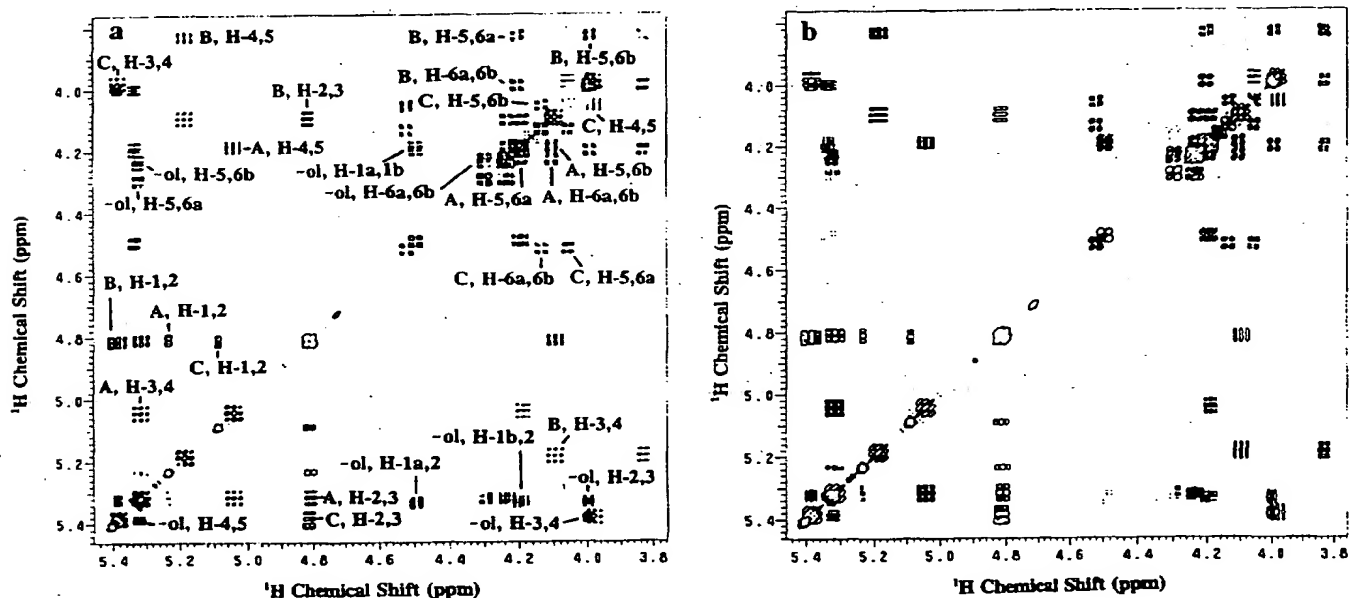 a
B, H-4,5
B, H-5,6a
C, H-3,4
B, H-5,6b
B, H-6a,6b
B, H-2,3
C, H-5,6b
C, H-4,5
A, H-4,5
-ol, H-5,6b
-ol, H-1a,1b
-ol, H-6a,6b
A, H-5,6b
-ol, H-5,6a
A, H-5,6a
A, H-6a,6b
C, H-6a,6b
C, H-5,6a
B, H-1,2
A, H-1,2
C, H-1,2
A, H-3,4
-ol, H-1b,2
B, H-3,4
-ol, H-1a,2
-ol, H-2,3
A, H-2,3
C, H-2,3
-ol, H-4,5
-ol, H-3,4
4.0
4.2
4.4
4.6
4.8
5.0
5.2
5.4
¹H Chemical Shift (ppm)
5.4 5.2 5.0 4.8 4.6 4.4 4.2 4.0 3.8
¹H Chemical Shift (ppm)
b
4.0
4.2
4.4
4.6
4.8
5.0
5.2
5.4
¹H Chemical Shift (ppm)
5.4 5.2 5.0 4.8 4.6 4.4 4.2 4.0 3.8
¹H Chemical Shift (ppm)